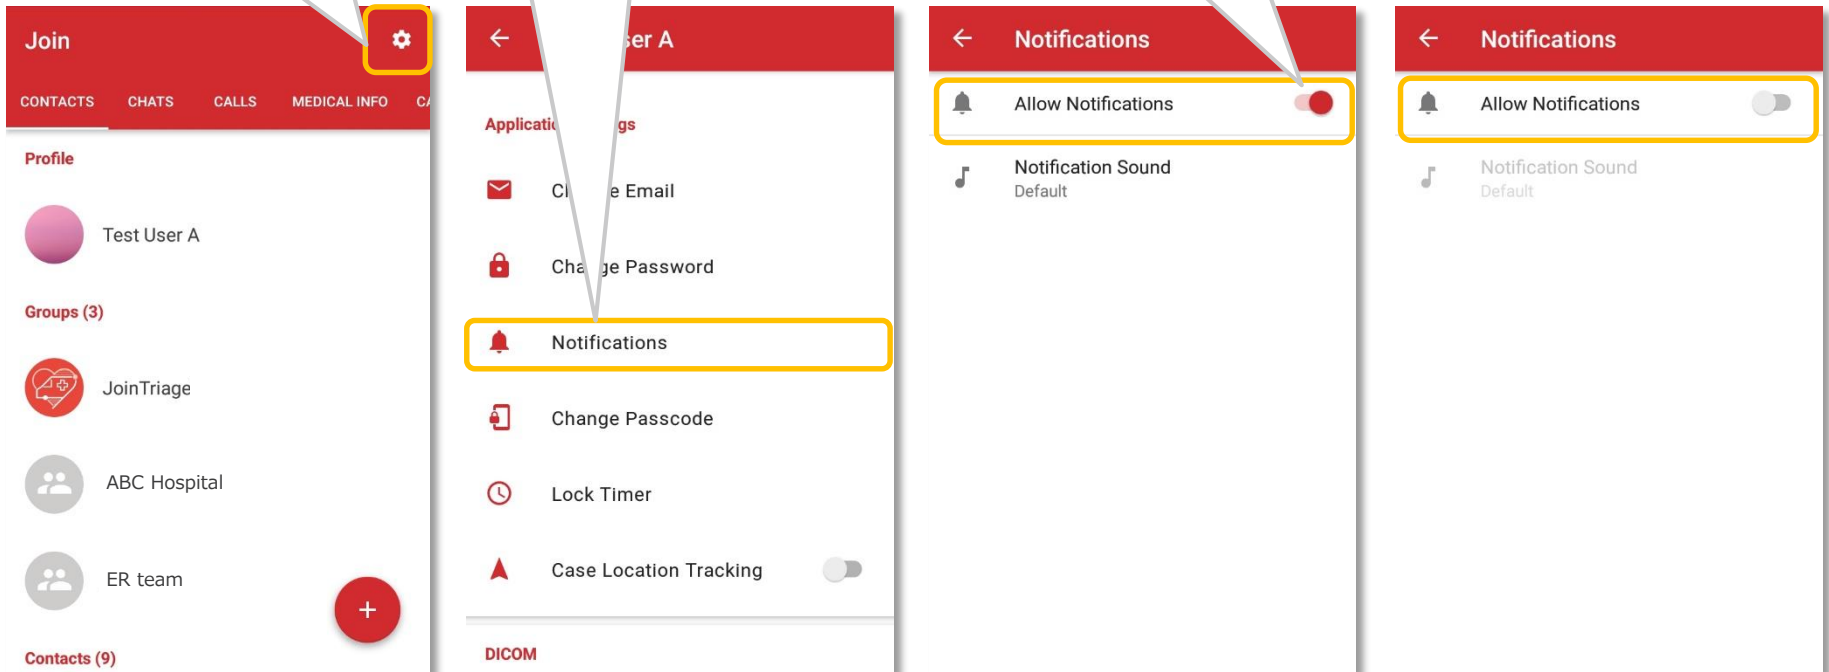 Join
CONTACTS CHATS CALLS MEDICAL INFO
Profile
Test User A
Groups (3)
JoinTriage
ABC Hospital
ER team
Contacts (9)
A
Email
Password
Notifications
Change Passcode
Lock Timer
Case Location Tracking
DICOM
Notifications
Allow Notifications
Notification Sound
Default
Notifications
Allow Notifications
Notification Sound
Default